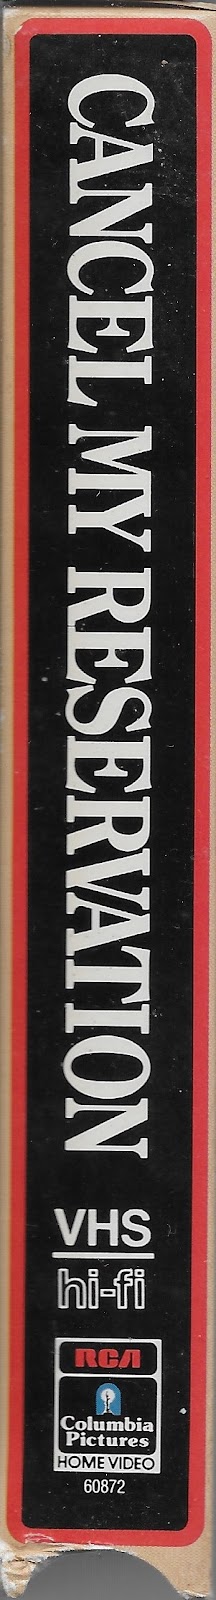 CANCEL MY RESERVATION
VHS
hi-fi
RCA
Columbia
Pictures
HOME VIDEO
60872